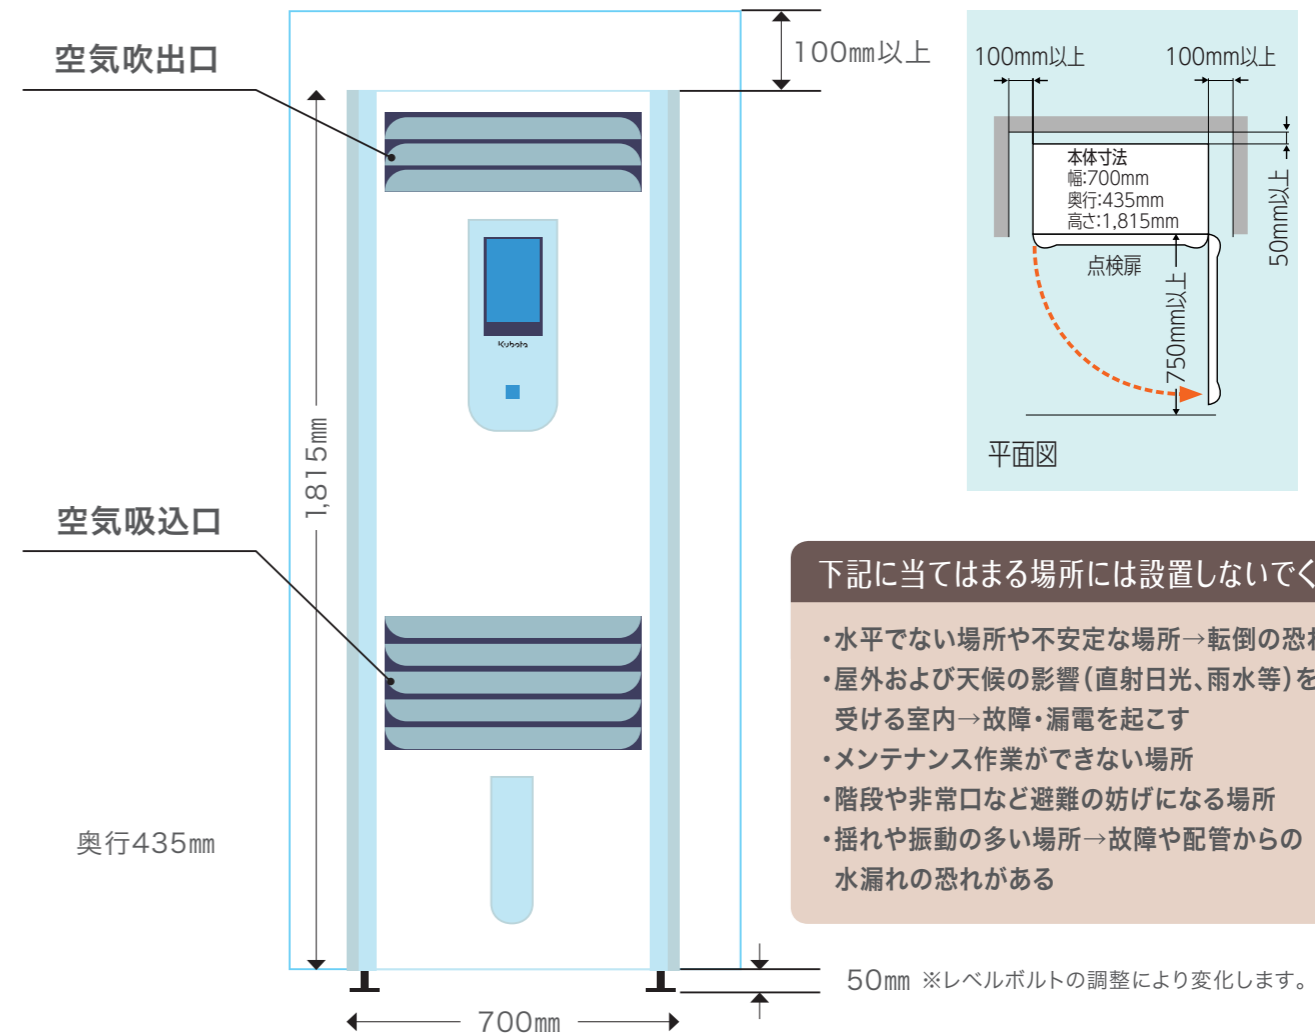 空気吹出口
100㎜以上
1,815㎜
Kubota
空気吸込口
奥行435㎜
700㎜
50㎜ ※レベルボルトの調整により変化します。
100mm以上
100mm以上
本体寸法
幅:700mm
奥行:435mm
高さ:1,815mm
50mm以上
点検扉
750mm以上
平面図
下記に当てはまる場所には設置しないでく
・水平でない場所や不安定な場所→転倒の恐れ
・屋外および天候の影響(直射日光、雨水等)を
受ける室内→故障・漏電を起こす
・メンテナンス作業ができない場所
・階段や非常口など避難の妨げになる場所
・揺れや振動の多い場所→故障や配管からの
水漏れの恐れがある